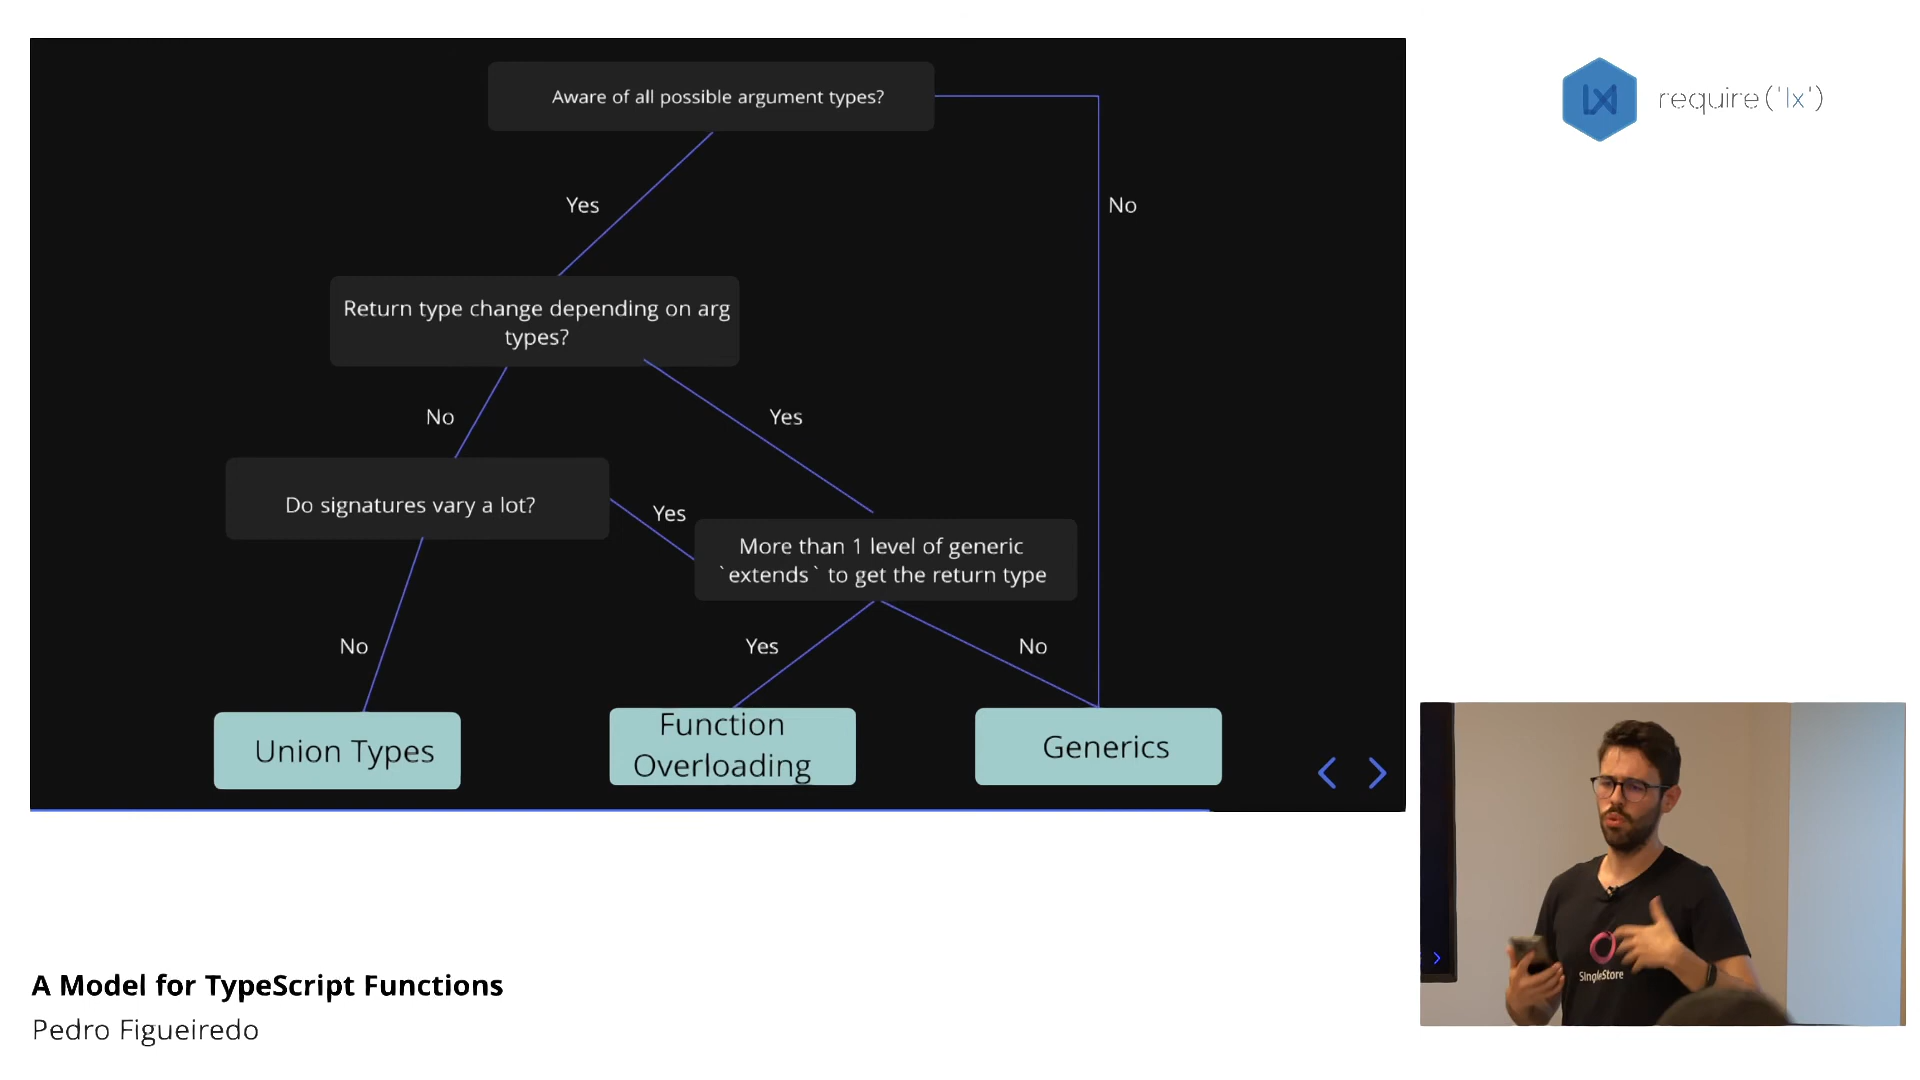 Aware of all possible argument types?
Yes
No
Return type change depending on arg
types?
No
Yes
Do signatures vary a lot?
Yes
More than 1 level of generic
`extends` to get the return type
No
Yes
No
Union Types
Function
Overloading
Generics
require('lx')
SingleStore
A Model for TypeScript Functions
Pedro Figueiredo